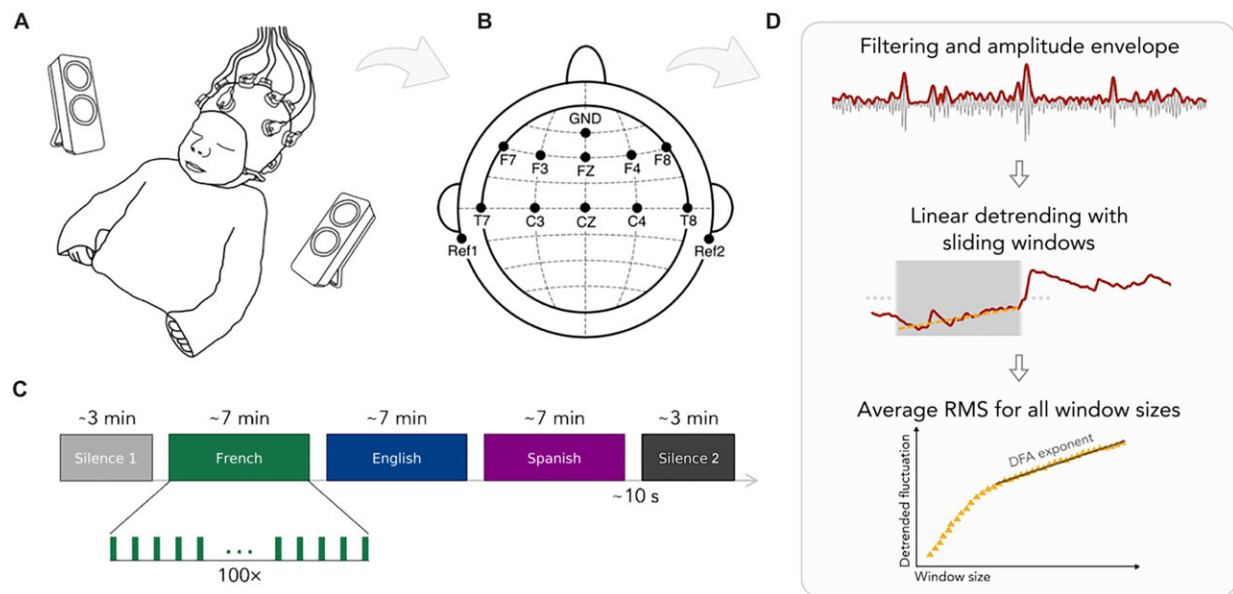 A
B
GND
F7
F3
FZ
F4
F8
T7
C3
CZ
C4
T8
Ref1
Ref2
C
~3 min
~7 min
~7 min
~7 min
~3 min
Silence 1
French
English
Spanish
Silence 2
~10 s
...
100×
D
Filtering and amplitude envelope
Linear detrending with
sliding windows
Average RMS for all window sizes
DFA exponent
Detrended fluctuation
Window size